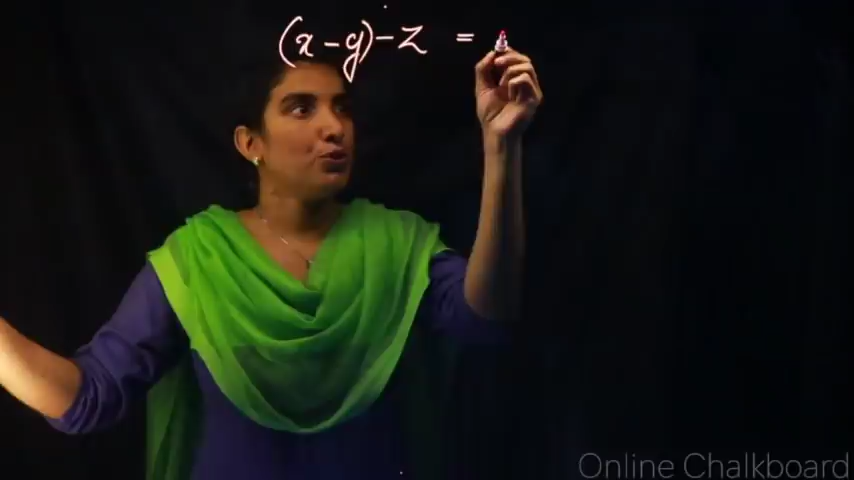 (x - y) - z =
Online Chalkboard